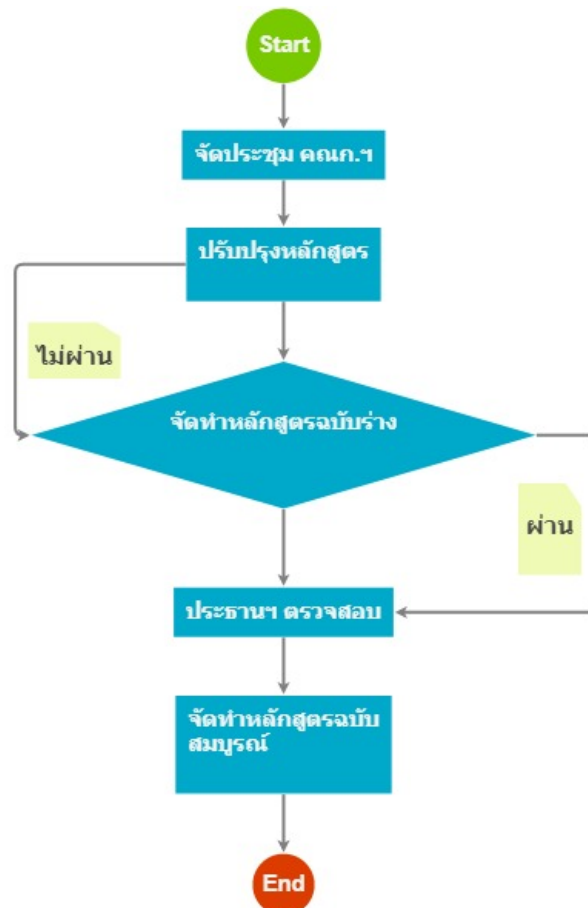 Start
จัดประชุม คณก.ฯ
ปรับปรุงหลักสูตร
ไม่ผ่าน
จัดทำหลักสูตรฉบับร่าง
ผ่าน
ประธานฯ ตรวจสอบ
จัดทำหลักสูตรฉบับ
สมบูรณ์
End